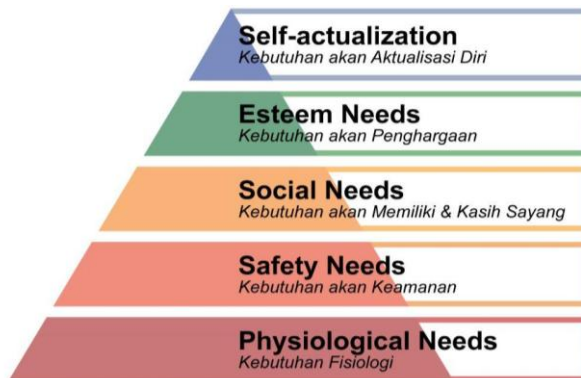 Self-actualization
Kebutuhan akan Aktualisasi Diri
Esteem Needs
Kebutuhan akan Penghargaan
Social Needs
Kebutuhan akan Memiliki & Kasih Sayang
Safety Needs
Kebutuhan akan Keamanan
Physiological Needs
Kebutuhan Fisiologi